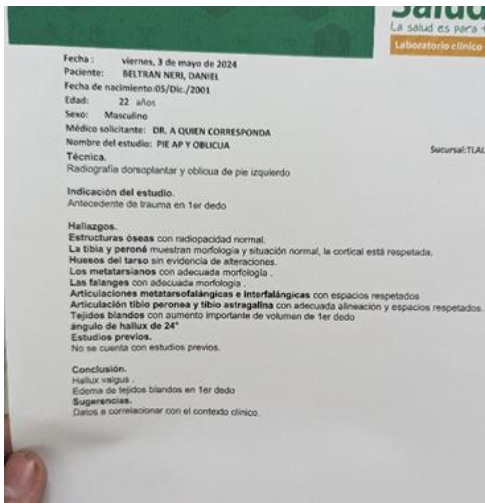 Salud
La salud es para
Laboratorio clínico
Fecha : viernes, 3 de mayo de 2024
Paciente: BELTRAN NERI, DANIEL
Fecha de nacimiento:05/Dic./2001
Edad: 22 años
Sexo: Masculino
Médico solicitante: DR. A QUIEN CORRESPONDA
Nombre del estudio: PIE AP Y OBLICUA
Sucursal:TLAL
Técnica.
Radiografía dorsoplantar y oblicua de pie izquierdo
Indicación del estudio.
Antecedente de trauma en 1er dedo
Hallazgos.
Estructuras óseas con radiopacidad normal.
La tibia y peroné muestran morfología y situación normal, la cortical está respetada.
Huesos del tarso sin evidencia de alteraciones.
Los metatarsianos con adecuada morfología .
Las falanges con adecuada morfología .
Articulaciones metatarsofalángicas e interfalángicas con espacios respetados
Articulación tibio peronea y tibio astragalina con adecuada alineación y espacios respetados.
Tejidos blandos con aumento importante de volumen de 1er dedo
ángulo de hallux de 24°
Estudios previos.
No se cuenta con estudios previos.
Conclusión.
Hallux valgus .
Edema de tejidos blandos en 1er dedo
Sugerencias.
Datos a correlacionar con el contexto clínico.